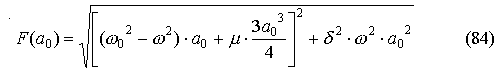 F(a₀) = √([(ω₀² − ω²)·a₀ + μ·3a₀³/4]² + δ²·ω²·a₀²) (84)